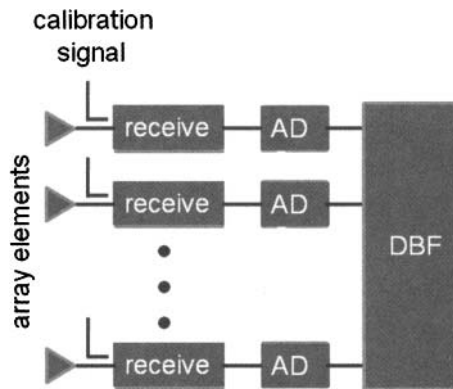 calibration
signal
receive
AD
receive
AD
array elements
DBF
receive
AD